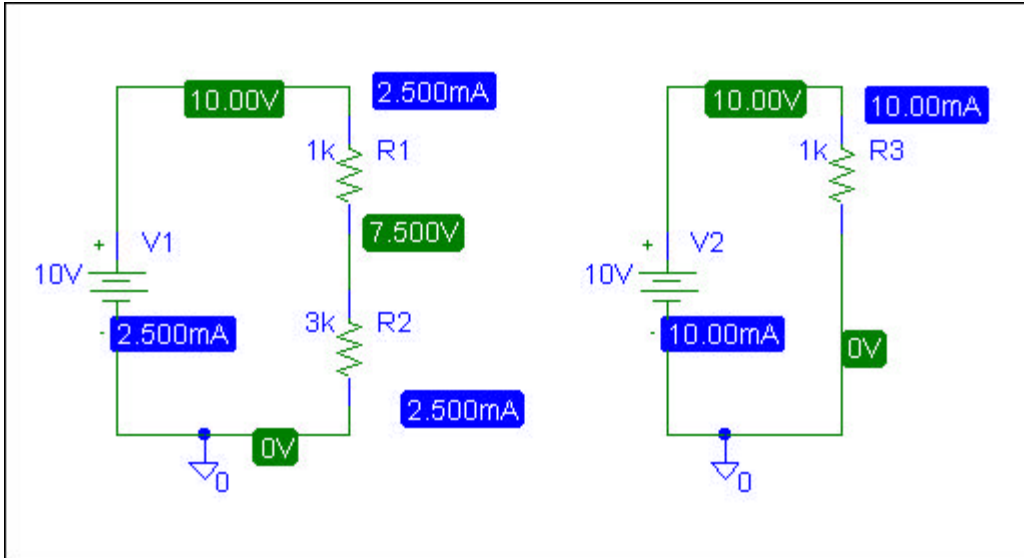 10.00V
2.500mA
1k R1
7.500V
+ V1
10V
- 2.500mA
3k R2
2.500mA
0V
0
10.00V
10.00mA
1k R3
+ V2
10V
- 10.00mA
0V
0